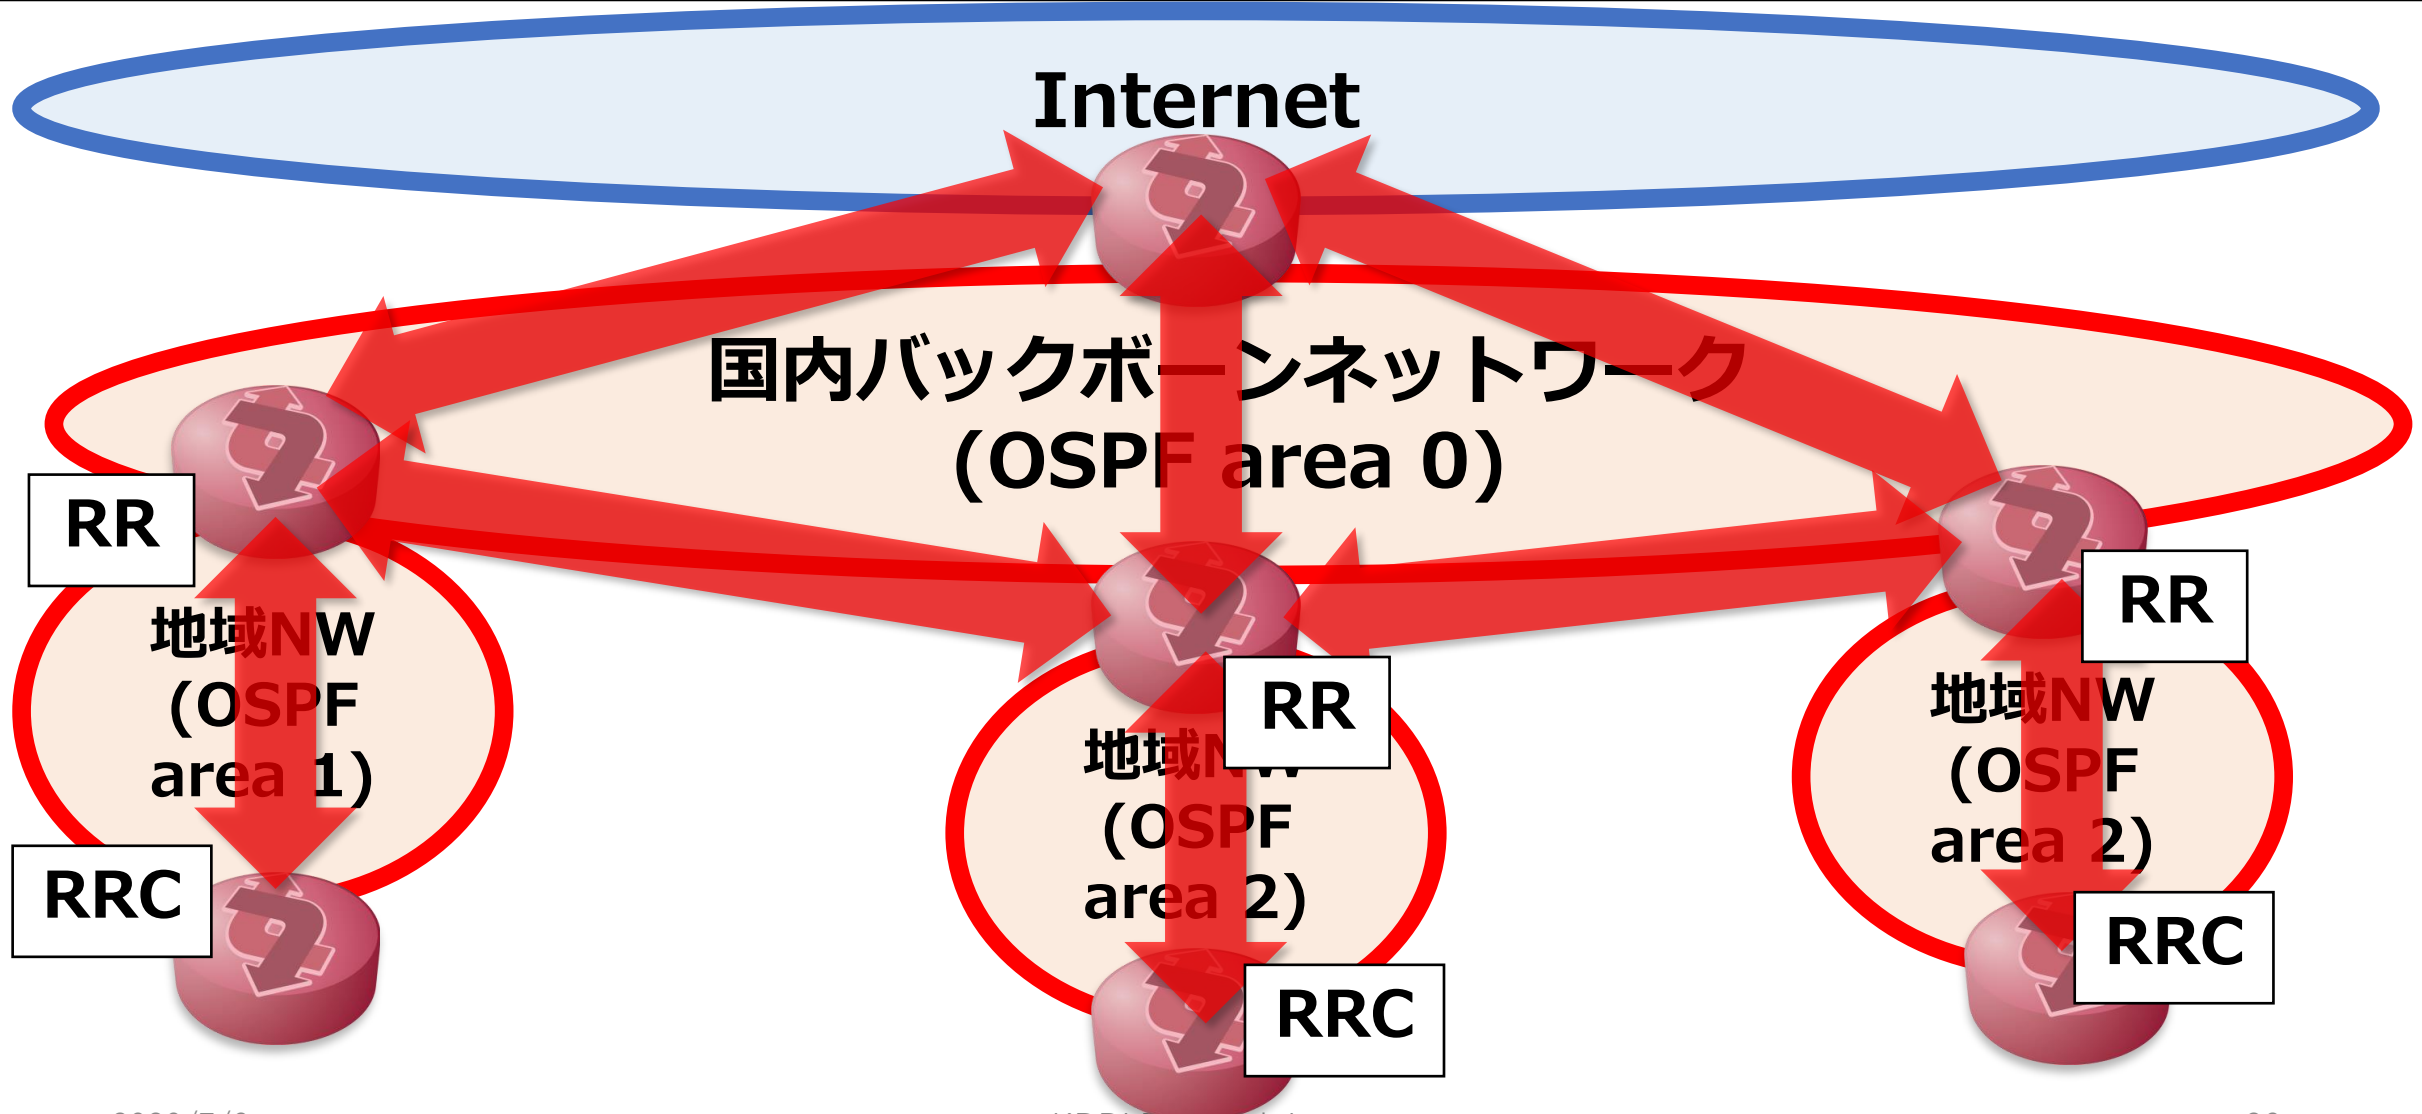 Internet
国内バックボーンネットワーク
(OSPF area 0)
RR
RR
RR
地域NW
(OSPF
area 1)
地域NW
(OSPF
area 2)
地域NW
(OSPF
area 2)
RRC
RRC
RRC